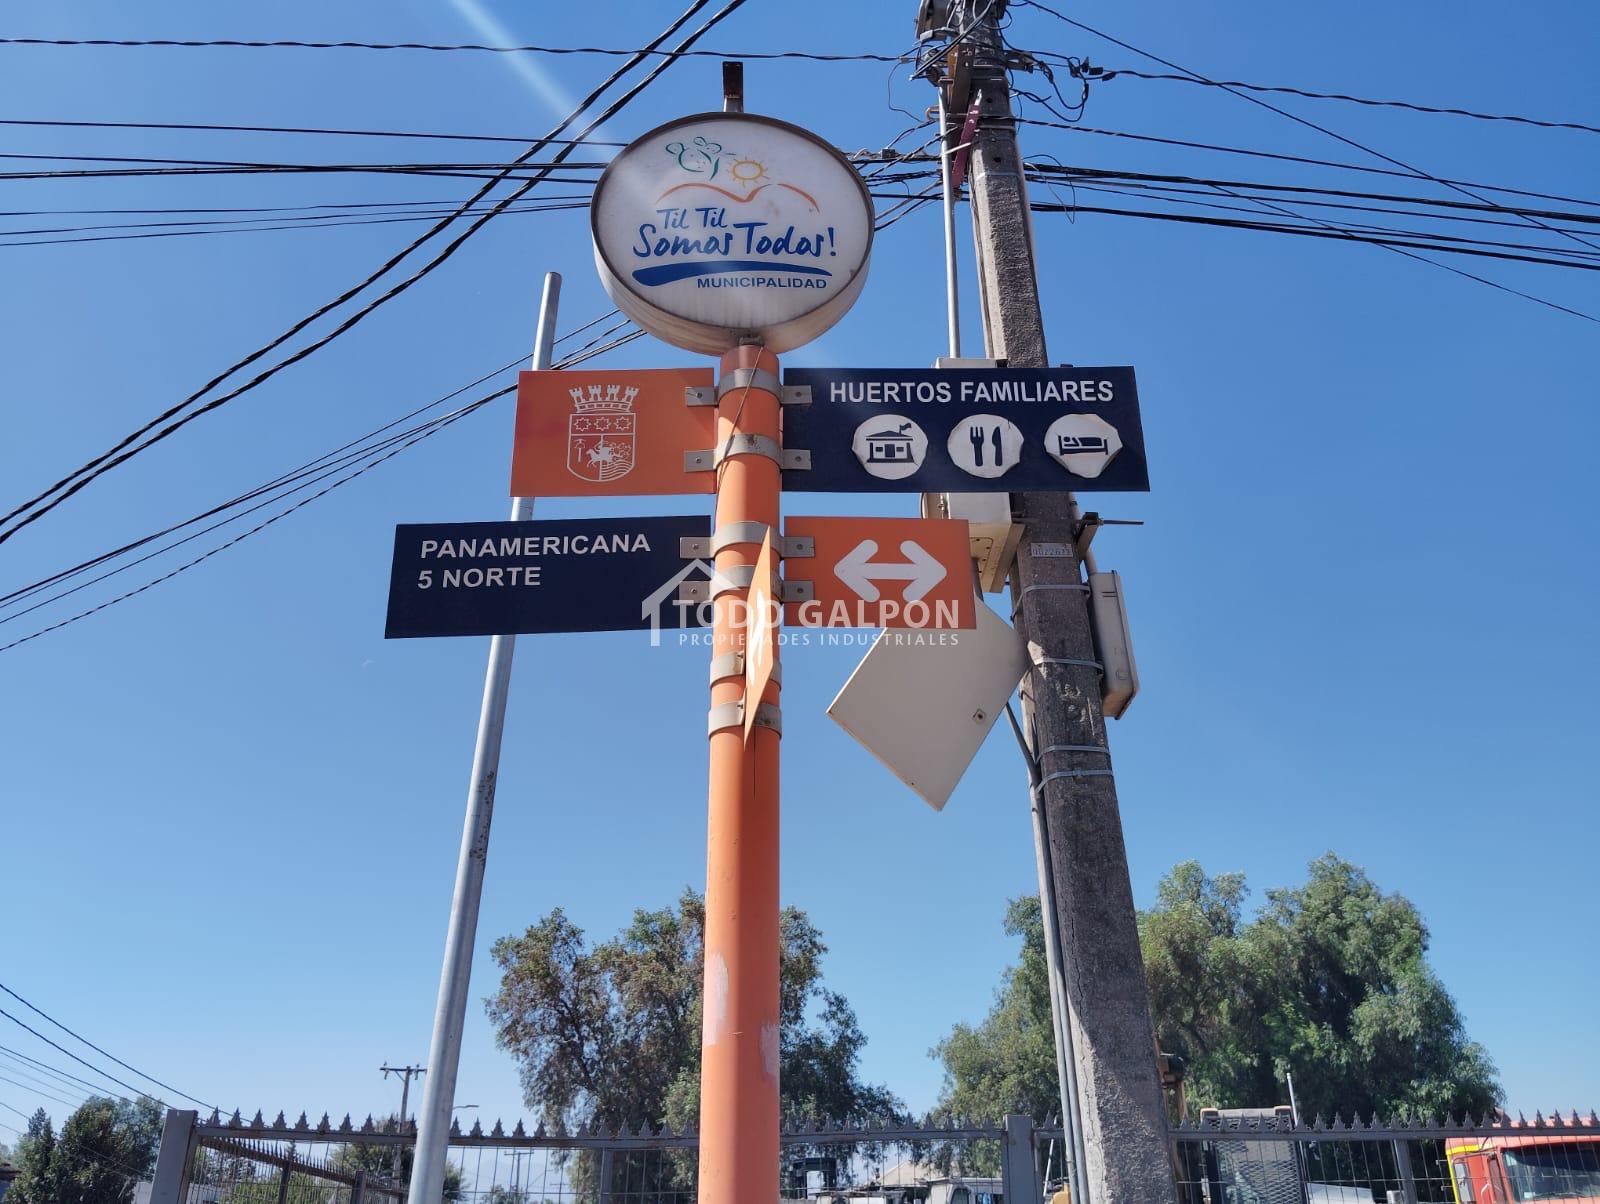 Til Til
Somos Todos!
MUNICIPALIDAD
HUERTOS FAMILIARES
PANAMERICANA
5 NORTE
TODO GALPON
PROPIEDADES INDUSTRIALES